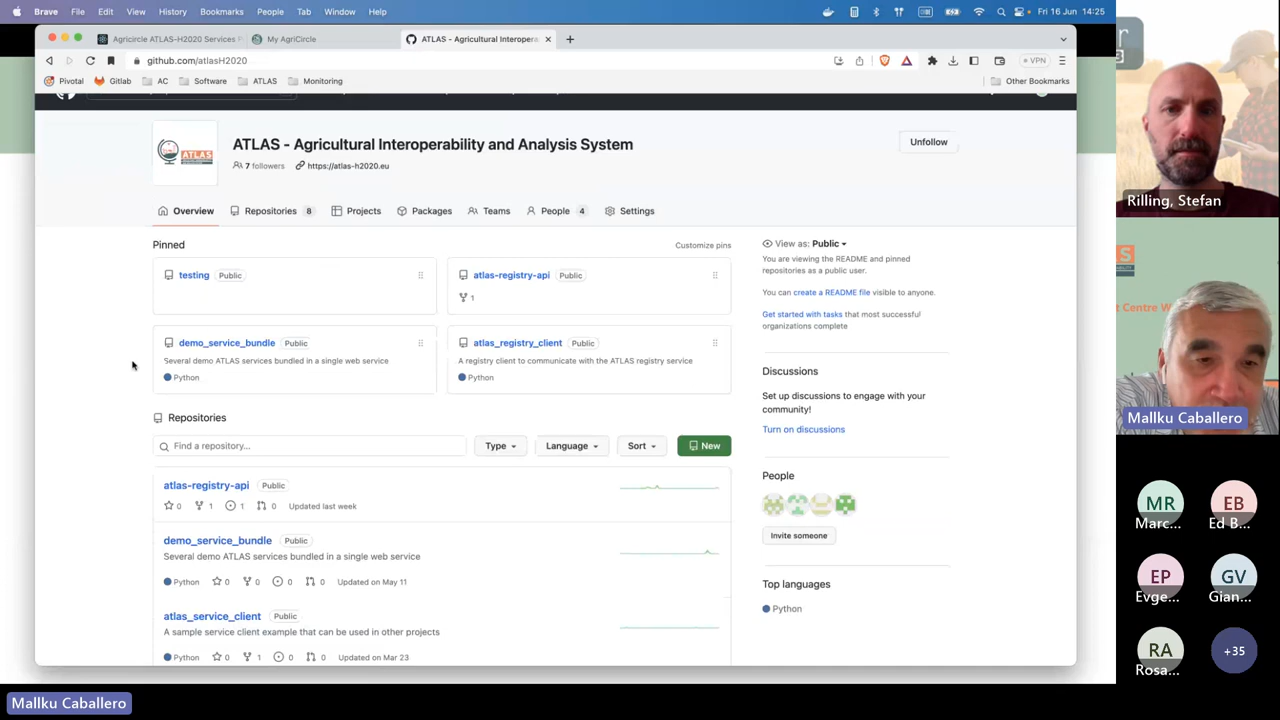 Brave File Edit View History Bookmarks People Tab Window Help Fri 16 Jun 14:25
Agricircle ATLAS-H2020 Services P
My AgriCircle
ATLAS - Agricultural Interopera
github.com/atlasH2020
VPN
Pivotal Gitlab AC Software ATLAS Monitoring Other Bookmarks
ATLAS
ATLAS - Agricultural Interoperability and Analysis System
7 followers https://atlas-h2020.eu
Unfollow
Overview Repositories 8 Projects Packages Teams People 4 Settings
Pinned
Customize pins
testing Public
atlas-registry-api Public
1
demo_service_bundle Public
Several demo ATLAS services bundled in a single web service
Python
atlas_registry_client Public
A registry client to communicate with the ATLAS registry service
Python
Repositories
Find a repository...
Type
Language
Sort
New
atlas-registry-api Public
0 1 1 0 Updated last week
demo_service_bundle Public
Several demo ATLAS services bundled in a single web service
Python 0 0 0 0 Updated on May 11
atlas_service_client Public
A sample service client example that can be used in other projects
Python 0 1 0 0 Updated on Mar 23
View as: Public
You are viewing the README and pinned
repositories as a public user.
You can create a README file visible to anyone.
Get started with tasks that most successful
organizations complete
Discussions
Set up discussions to engage with your
community!
Turn on discussions
People
Invite someone
Top languages
Python
Rilling, Stefan
Mallku Caballero
MR
Marc...
EB
Ed B...
EP
Evge...
GV
Gian...
RA
Rosa...
+35
Mallku Caballero